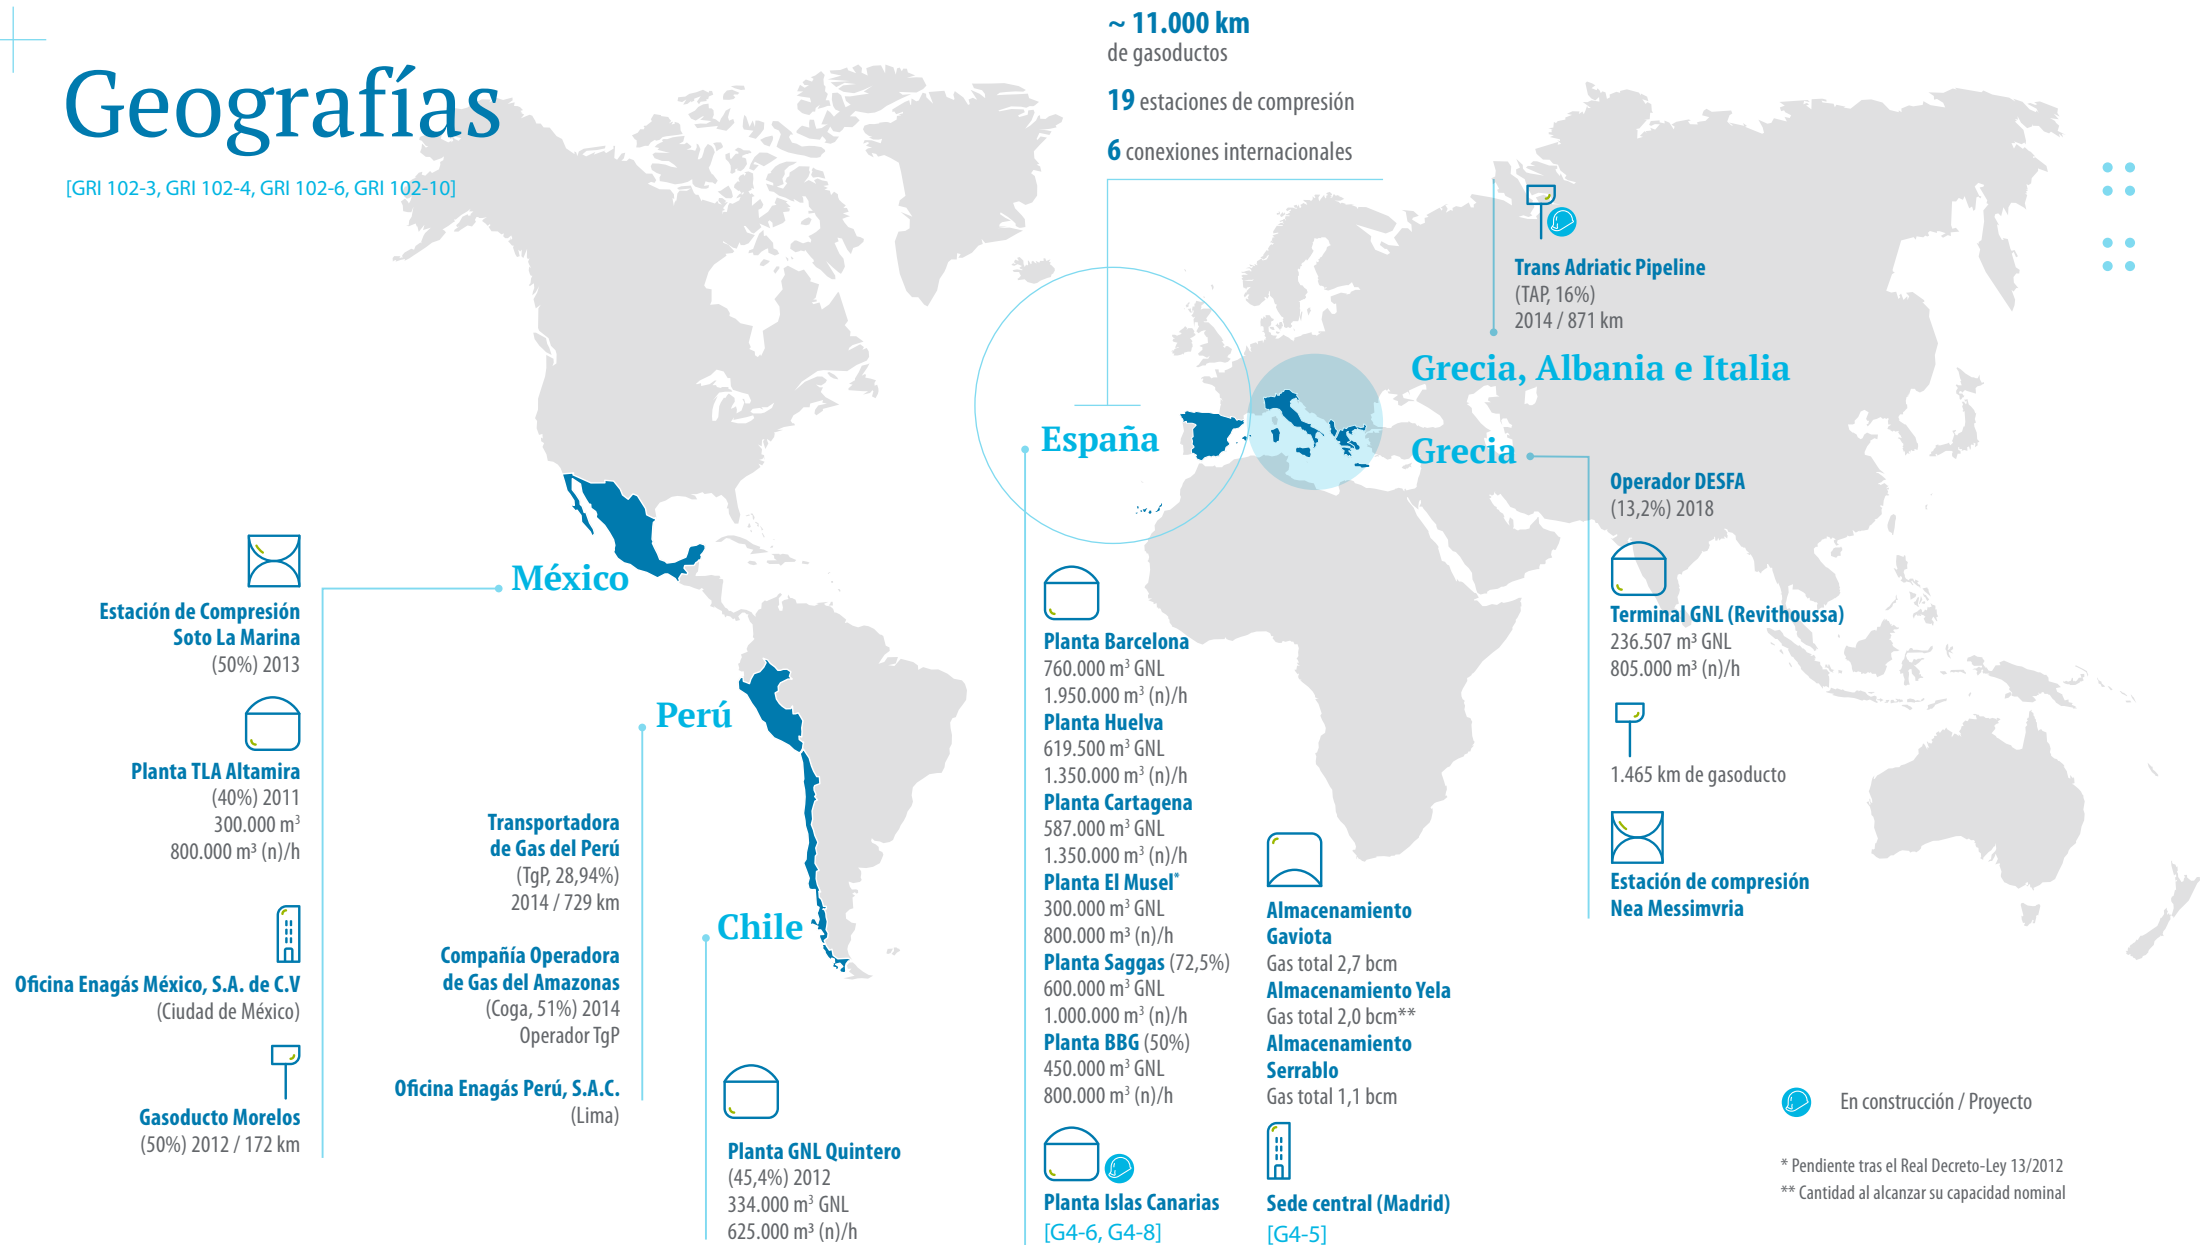 Geografías
[GRI 102-3, GRI 102-4, GRI 102-6, GRI 102-10]
~ 11.000 km
de gasoductos
19 estaciones de compresión
6 conexiones internacionales
Trans Adriatic Pipeline
(TAP, 16%)
2014 / 871 km
Grecia, Albania e Italia
España
Grecia
Operador DESFA
(13,2%) 2018
Terminal GNL (Revithoussa)
236.507 m³ GNL
805.000 m³ (n)/h
1.465 km de gasoducto
Estación de compresión
Nea Messimvria
México
Estación de Compresión
Soto La Marina
(50%) 2013
Planta TLA Altamira
(40%) 2011
300.000 m³
800.000 m³ (n)/h
Oficina Enagás México, S.A. de C.V
(Ciudad de México)
Gasoducto Morelos
(50%) 2012 / 172 km
Perú
Transportadora
de Gas del Perú
(TgP, 28,94%)
2014 / 729 km
Compañía Operadora
de Gas del Amazonas
(Coga, 51%) 2014
Operador TgP
Oficina Enagás Perú, S.A.C.
(Lima)
Chile
Planta GNL Quintero
(45,4%) 2012
334.000 m³ GNL
625.000 m³ (n)/h
Planta Barcelona
760.000 m³ GNL
1.950.000 m³ (n)/h
Planta Huelva
619.500 m³ GNL
1.350.000 m³ (n)/h
Planta Cartagena
587.000 m³ GNL
1.350.000 m³ (n)/h
Planta El Musel*
300.000 m³ GNL
800.000 m³ (n)/h
Planta Saggas (72,5%)
600.000 m³ GNL
1.000.000 m³ (n)/h
Planta BBG (50%)
450.000 m³ GNL
800.000 m³ (n)/h
Planta Islas Canarias
[G4-6, G4-8]
Almacenamiento
Gaviota
Gas total 2,7 bcm
Almacenamiento Yela
Gas total 2,0 bcm**
Almacenamiento
Serrablo
Gas total 1,1 bcm
Sede central (Madrid)
[G4-5]
En construcción / Proyecto
* Pendiente tras el Real Decreto-Ley 13/2012
** Cantidad al alcanzar su capacidad nominal